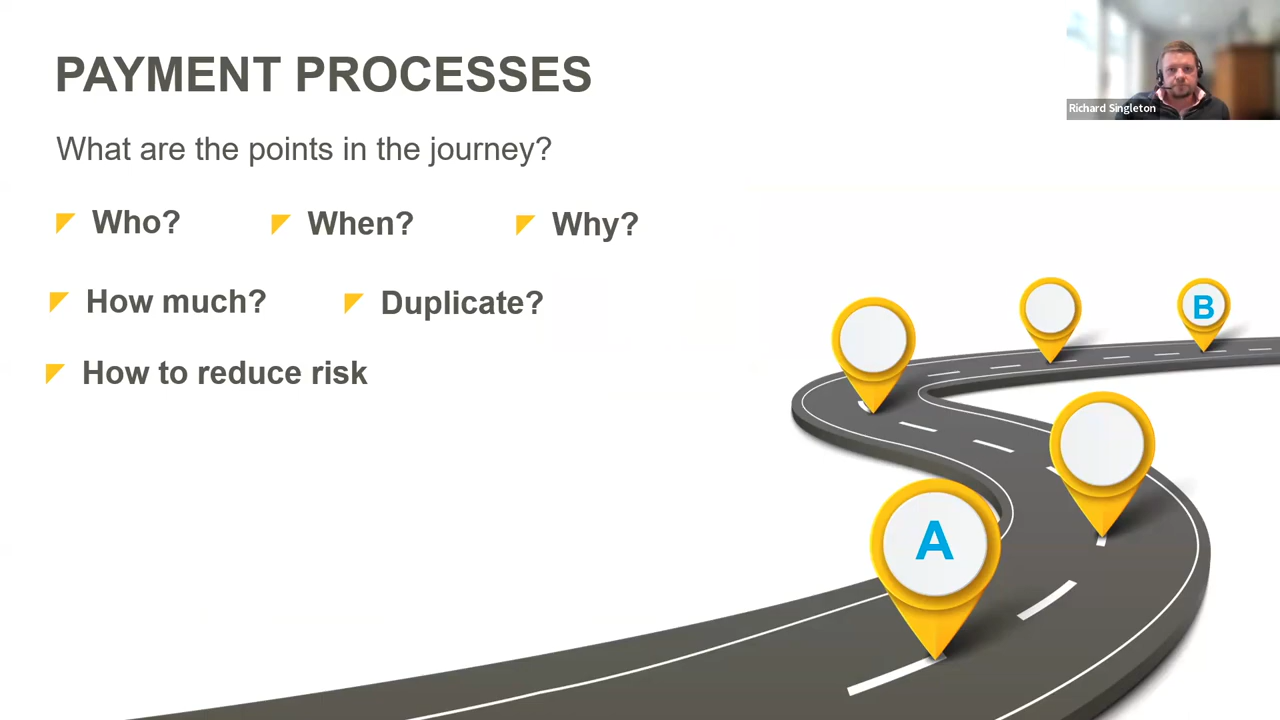 PAYMENT PROCESSES
Richard Singleton
What are the points in the journey?
Who? When? Why?
How much? Duplicate?
How to reduce risk
B
A